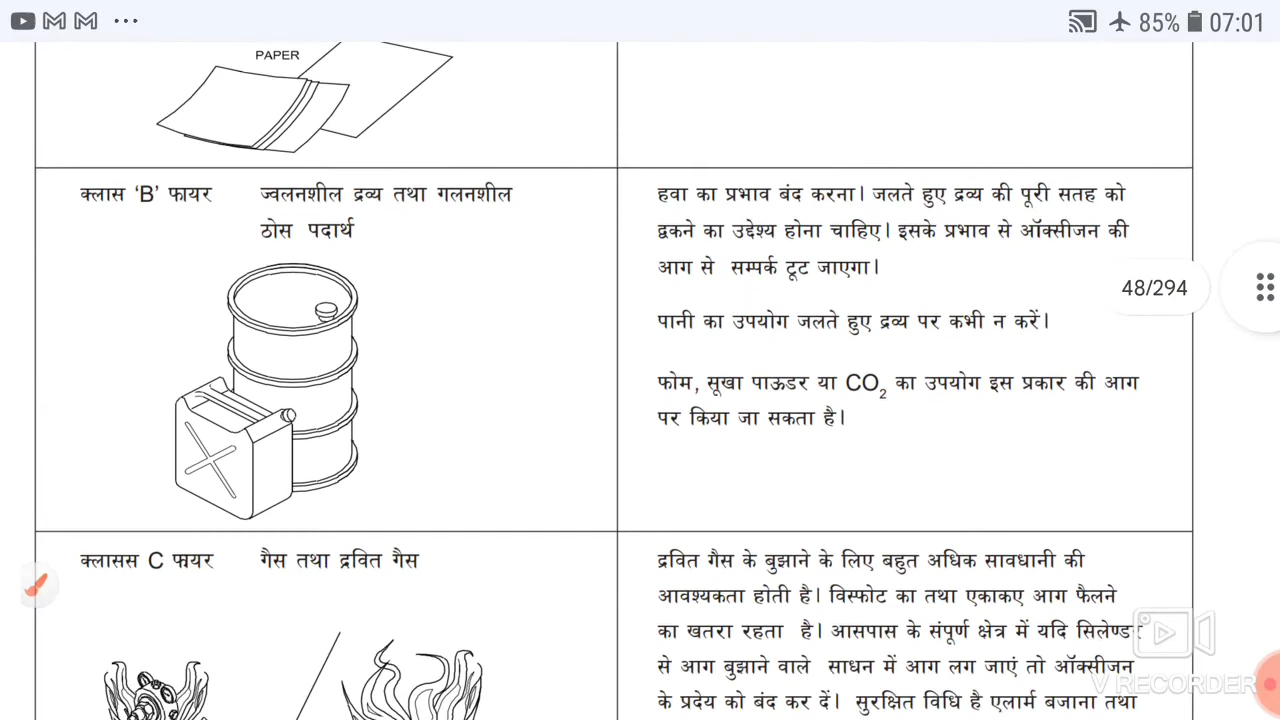 85% 07:01
PAPER
क्लास ‘B’ फायर ज्वलनशील द्रव्य तथा गलनशील
ठोस पदार्थ
हवा का प्रभाव बंद करना। जलते हुए द्रव्य की पूरी सतह को
द्वकने का उद्देश्य होना चाहिए। इसके प्रभाव से ऑक्सीजन की
आग से सम्पर्क टूट जाएगा।
48/294
पानी का उपयोग जलते हुए द्रव्य पर कभी न करें।
फोम, सूखा पाऊडर या CO₂ का उपयोग इस प्रकार की आग
पर किया जा सकता है।
क्लासस C फायर गैस तथा द्रवित गैस
द्रवित गैस के बुझाने के लिए बहुत अधिक सावधानी की
आवश्यकता होती है। विस्फोट का तथा एकाकए आग फैलने
का खतरा रहता है। आसपास के संपूर्ण क्षेत्र में यदि सिलेण्डर
से आग बुझाने वाले साधन में आग लग जाएं तो ऑक्सीजन
के प्रदेय को बंद कर दें। सुरक्षित विधि है एलार्म बजाना तथा
V RECORDER